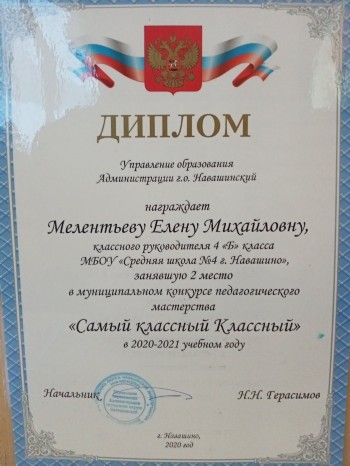 ДИПЛОМ
Управление образования
Администрации г.о. Навашинский
награждает
Мелентьеву Елену Михайловну,
классного руководителя 4 «Б» класса
МБОУ «Средняя школа №4 г. Навашино»,
занявшую 2 место
в муниципальном конкурсе педагогического
мастерства
«Самый классный Классный»
в 2020-2021 учебном году
Начальник Н.Н. Герасимов
г. Навашино,
2020 год